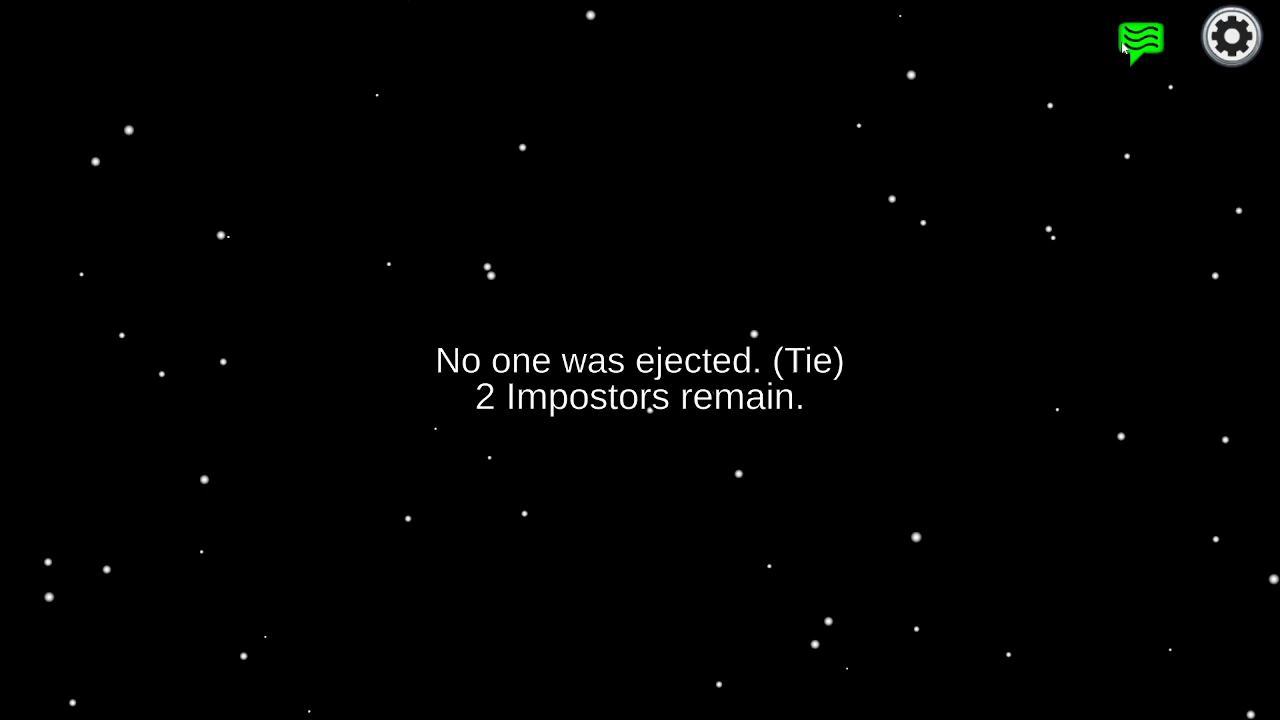 No one was ejected. (Tie)
2 Impostors remain.